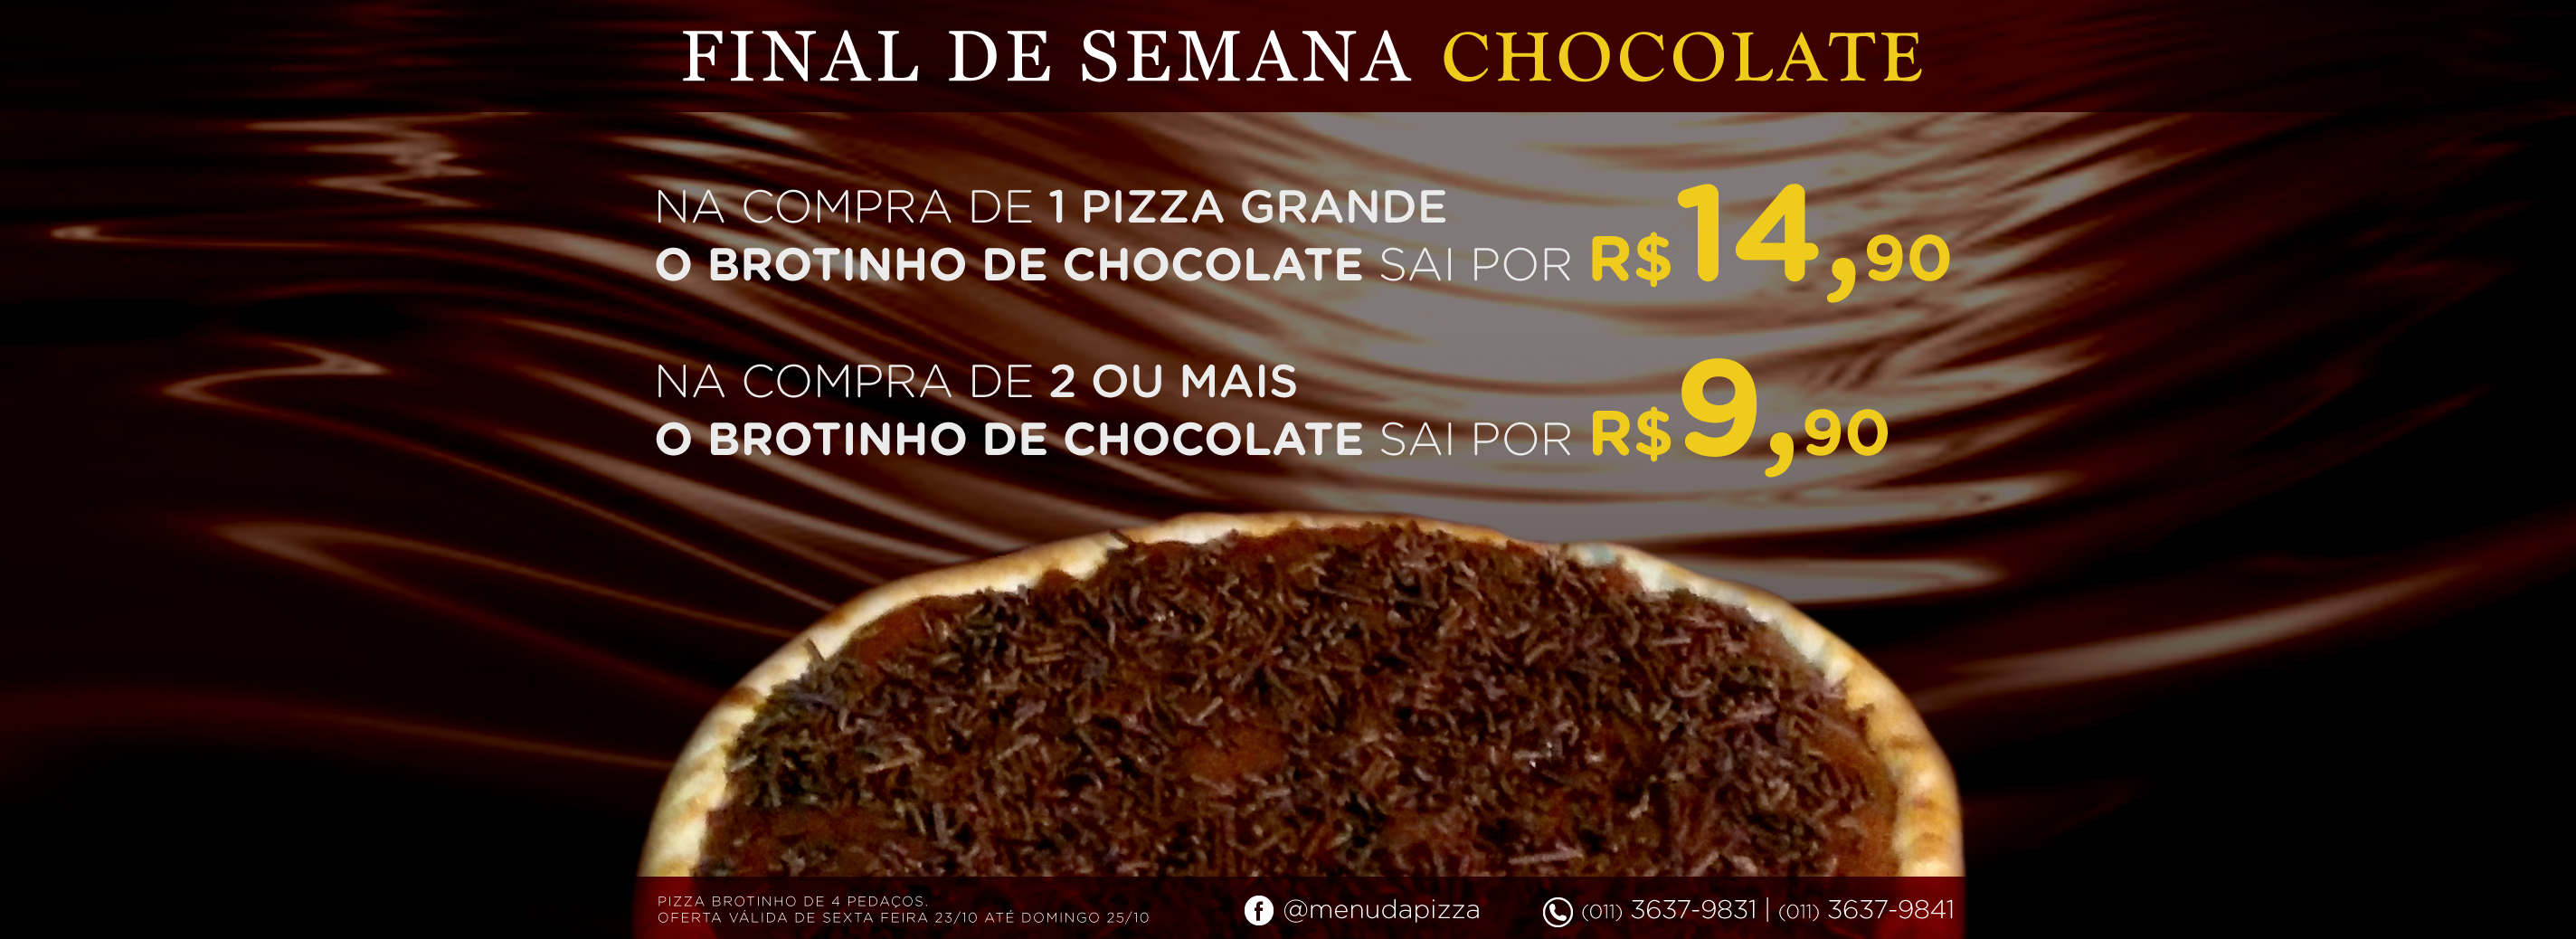 FINAL DE SEMANA CHOCOLATE
NA COMPRA DE 1 PIZZA GRANDE
O BROTINHO DE CHOCOLATE SAI POR R$14,90
NA COMPRA DE 2 OU MAIS
O BROTINHO DE CHOCOLATE SAI POR R$9,90
PIZZA BROTINHO DE 4 PEDAÇOS.
OFERTA VÁLIDA DE SEXTA FEIRA 23/10 ATÉ DOMINGO 25/10
@menudapizza
(011) 3637-9831 | (011) 3637-9841